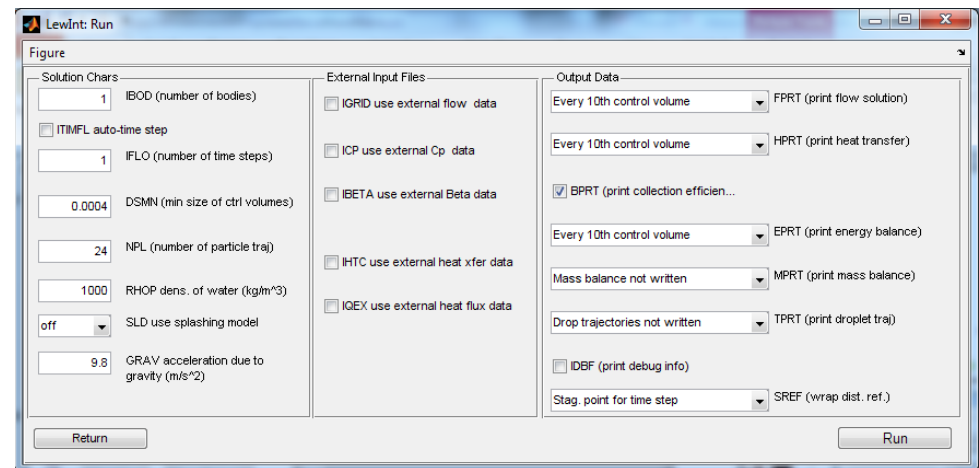 LewInt: Run
Figure
Solution Chars
1 IBOD (number of bodies)
ITIMFL auto-time step
1 IFLO (number of time steps)
0.0004 DSMN (min size of ctrl volumes)
24 NPL (number of particle traj)
1000 RHOP dens. of water (kg/m^3)
off SLD use splashing model
9.8 GRAV acceleration due to
gravity (m/s^2)
External Input Files
IGRID use external flow data
ICP use external Cp data
IBETA use external Beta data
IHTC use external heat xfer data
IQEX use external heat flux data
Output Data
Every 10th control volume FPRT (print flow solution)
Every 10th control volume HPRT (print heat transfer)
BPRT (print collection efficien...
Every 10th control volume EPRT (print energy balance)
Mass balance not written MPRT (print mass balance)
Drop trajectories not written TPRT (print droplet traj)
IDBF (print debug info)
Stag. point for time step SREF (wrap dist. ref.)
Return
Run